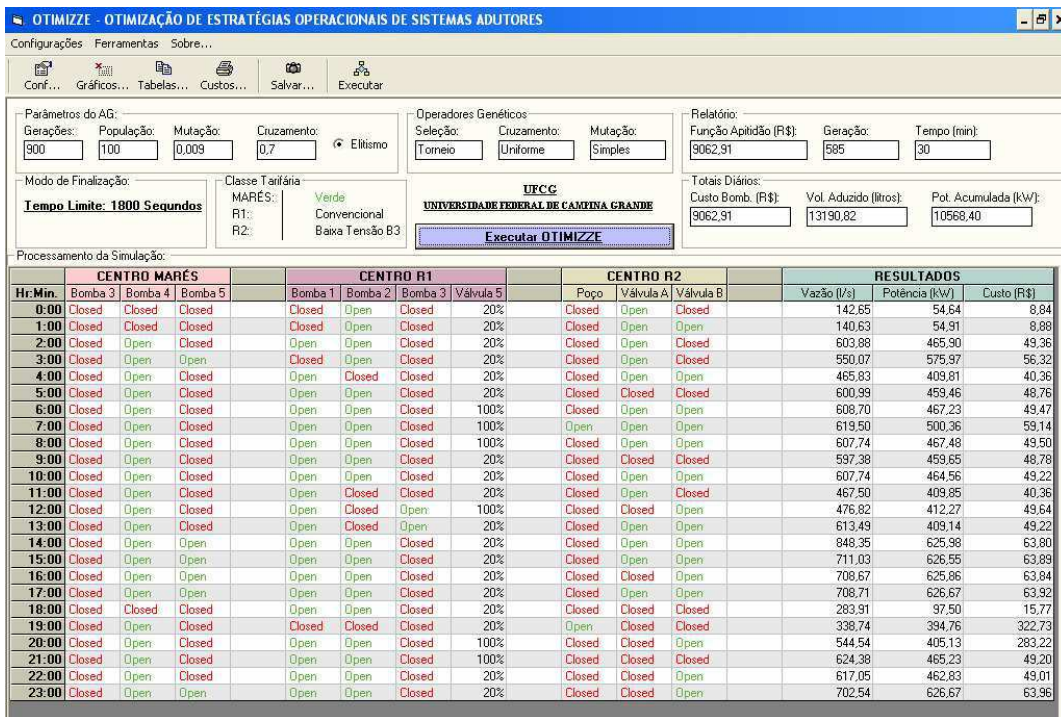 OTIMIZZE - OTIMIZAÇÃO DE ESTRATÉGIAS OPERACIONAIS DE SISTEMAS ADUTORES
Configurações Ferramentas Sobre...
Conf... Gráficos... Tabelas... Custos... Salvar... Executar
Parâmetros do AG:
Gerações: População: Mutação: Cruzamento:
900 100 0,009 0,7 Elitismo
Operadores Genéticos
Seleção: Cruzamento: Mutação:
Torneio Uniforme Simples
Relatório:
Função Apitidão (R$): Geração: Tempo (min):
9062,91 585 30
Modo de Finalização:
Tempo Limite: 1800 Segundos
Classe Tarifária
MARÉS: Verde
R1: Convencional
R2: Baixa Tensão B3
UFCG
UNIVERSIDADE FEDERAL DE CAMPINA GRANDE
Executar OTIMIZZE
Totais Diários:
Custo Bomb. (R$): Vol. Aduzido (litros): Pot. Acumulada (kW):
9062,91 13190,82 10568,40
Processamento da Simulação:
CENTRO MARÉS CENTRO R1 CENTRO R2 RESULTADOS
Hr:Min. Bomba 3 Bomba 4 Bomba 5 Bomba 1 Bomba 2 Bomba 3 Válvula 5 Poço Válvula A Válvula B Vazão (l/s) Potência (kW) Custo (R$)
0:00 Closed Closed Closed Closed Open Closed 20% Closed Open Closed 142,65 54,64 8,84
1:00 Closed Closed Closed Closed Open Closed 20% Closed Open Open 140,63 54,91 8,88
2:00 Closed Open Closed Open Open Closed 20% Closed Open Closed 603,88 465,90 49,36
3:00 Closed Open Open Closed Open Closed 20% Closed Open Closed 550,07 575,97 56,32
4:00 Closed Open Closed Open Closed Closed 20% Closed Open Open 465,83 409,81 40,36
5:00 Closed Open Closed Open Open Closed 20% Closed Closed Closed 600,99 459,46 48,76
6:00 Closed Open Closed Open Open Closed 100% Closed Open Open 608,70 467,23 49,47
7:00 Closed Open Closed Open Open Closed 100% Open Open Open 619,50 500,36 59,14
8:00 Closed Open Closed Open Open Closed 100% Closed Open Open 607,74 467,48 49,50
9:00 Closed Open Closed Open Open Closed 20% Closed Closed Closed 597,38 459,65 48,78
10:00 Closed Open Closed Open Open Closed 20% Closed Open Open 607,74 464,56 49,22
11:00 Closed Open Closed Open Closed Closed 20% Closed Open Closed 467,50 409,85 40,36
12:00 Closed Open Closed Open Closed Open 100% Closed Closed Open 476,82 412,27 49,64
13:00 Closed Open Closed Open Closed Open 20% Closed Open Open 613,49 409,14 49,22
14:00 Closed Open Open Open Open Closed 20% Closed Open Open 848,35 625,98 63,80
15:00 Closed Open Open Open Open Closed 20% Closed Open Open 711,03 626,55 63,89
16:00 Closed Open Open Open Open Closed 20% Closed Closed Open 708,67 625,86 63,84
17:00 Closed Open Open Open Open Closed 20% Closed Open Open 708,71 626,67 63,92
18:00 Closed Closed Closed Open Open Closed 20% Closed Closed Closed 283,91 97,50 15,77
19:00 Closed Open Closed Closed Closed Closed 20% Open Closed Closed 338,74 394,76 322,73
20:00 Closed Open Closed Open Open Closed 100% Closed Closed Open 544,54 405,13 283,22
21:00 Closed Open Closed Open Open Closed 100% Closed Closed Closed 624,38 465,23 49,20
22:00 Closed Open Closed Open Open Closed 20% Closed Closed Open 617,05 462,83 49,01
23:00 Closed Open Open Open Open Closed 20% Closed Closed Open 702,54 626,67 63,96